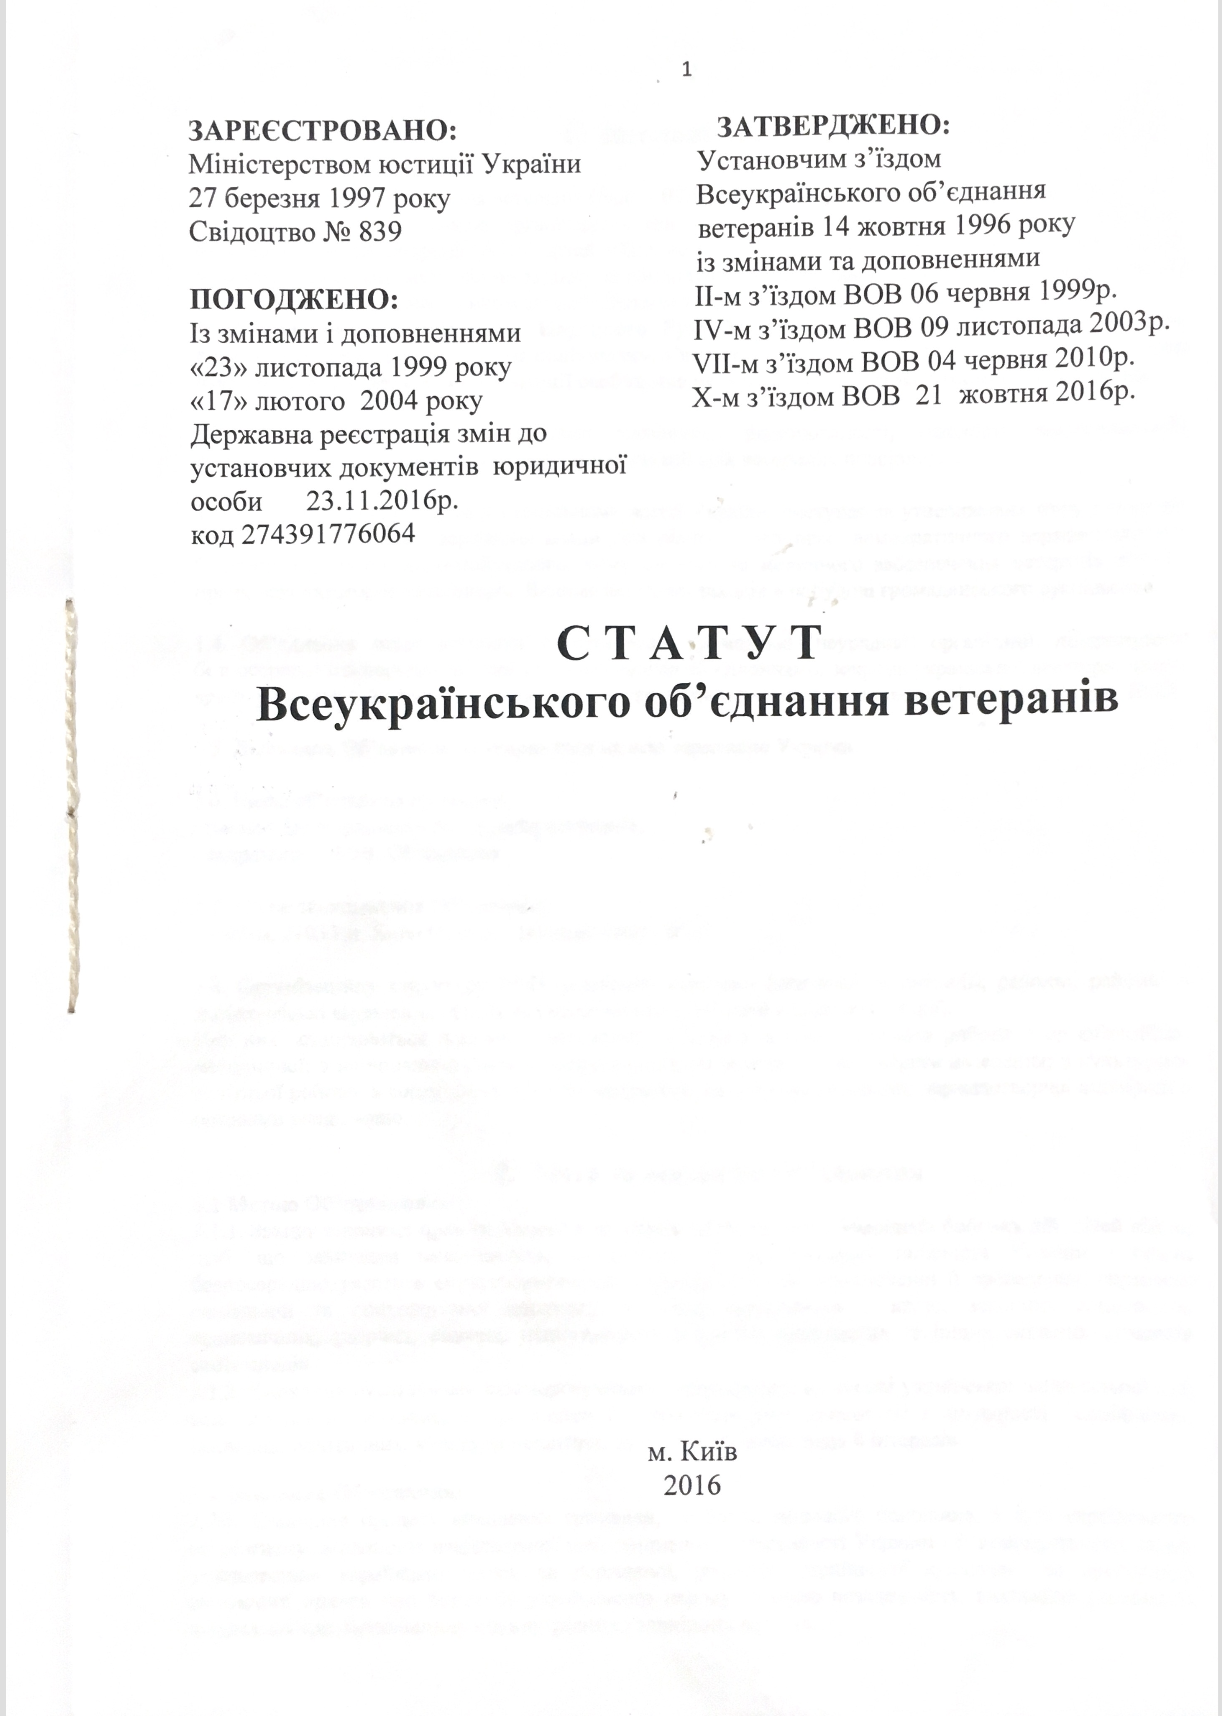 1
ЗАРЕЄСТРОВАНО:
Міністерством юстиції України
27 березня 1997 року
Свідоцтво № 839
ПОГОДЖЕНО:
Із змінами і доповненнями
«23» листопада 1999 року
«17» лютого 2004 року
Державна реєстрація змін до
установчих документів юридичної
особи 23.11.2016р.
код 274391776064
ЗАТВЕРДЖЕНО:
Установчим з’їздом
Всеукраїнського об’єднання
ветеранів 14 жовтня 1996 року
із змінами та доповненнями
ІІ-м з’їздом ВОВ 06 червня 1999р.
IV-м з’їздом ВОВ 09 листопада 2003р.
VII-м з’їздом ВОВ 04 червня 2010р.
Х-м з’їздом ВОВ 21 жовтня 2016р.
С Т А Т У Т
Всеукраїнського об’єднання ветеранів
м. Київ
2016